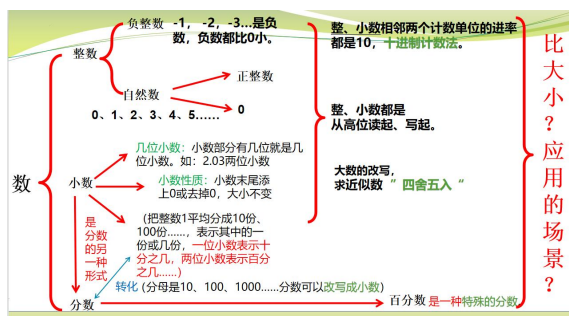 数
整数
负整数 -1，-2，-3...是负
数，负数都比0小。
自然数
正整数
0
0、1、2、3、4、5……
小数
几位小数：小数部分有几位就是几
位小数。如：2.03两位小数
小数性质：小数末尾添
上0或去掉0，大小不变
（把整数1平均分成10份、
100份……，表示其中的一
份或几份，一位小数表示十
分之几，两位小数表示百分
之几……）
是
分数
的另
一种
形式
转化（分母是10、100、1000……分数可以改写成小数）
分数
百分数 是一种特殊的分数
整、小数相邻两个计数单位的进率
都是10，十进制计数法。
整、小数都是
从高位读起、写起。
大数的改写，
求近似数 “ 四舍五入 “
比
大
小
？
应
用
的
场
景
？